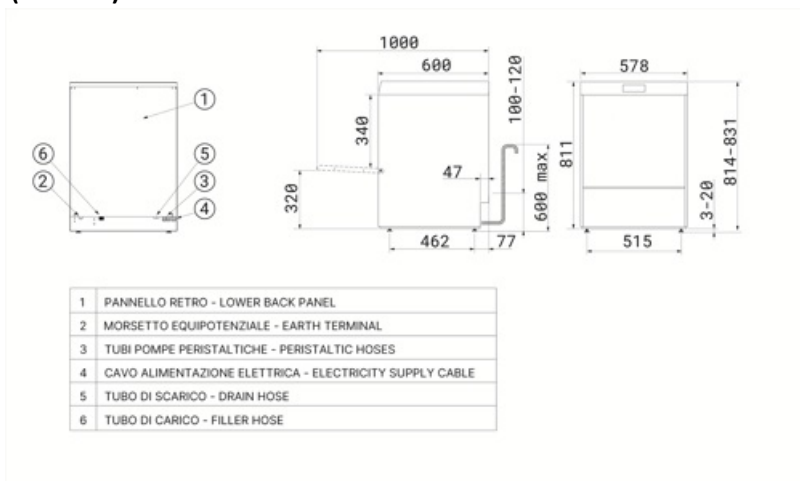 1000
600
578
100-120
1
340
811
814-831
6
5
47
600 max
2
3
320
3-20
4
462
77
515
1 PANNELLO RETRO - LOWER BACK PANEL
2 MORSETTO EQUIPOTENZIALE - EARTH TERMINAL
3 TUBI POMPE PERISTALTICHE - PERISTALTIC HOSES
4 CAVO ALIMENTAZIONE ELETTRICA - ELECTRICITY SUPPLY CABLE
5 TUBO DI SCARICO - DRAIN HOSE
6 TUBO DI CARICO - FILLER HOSE